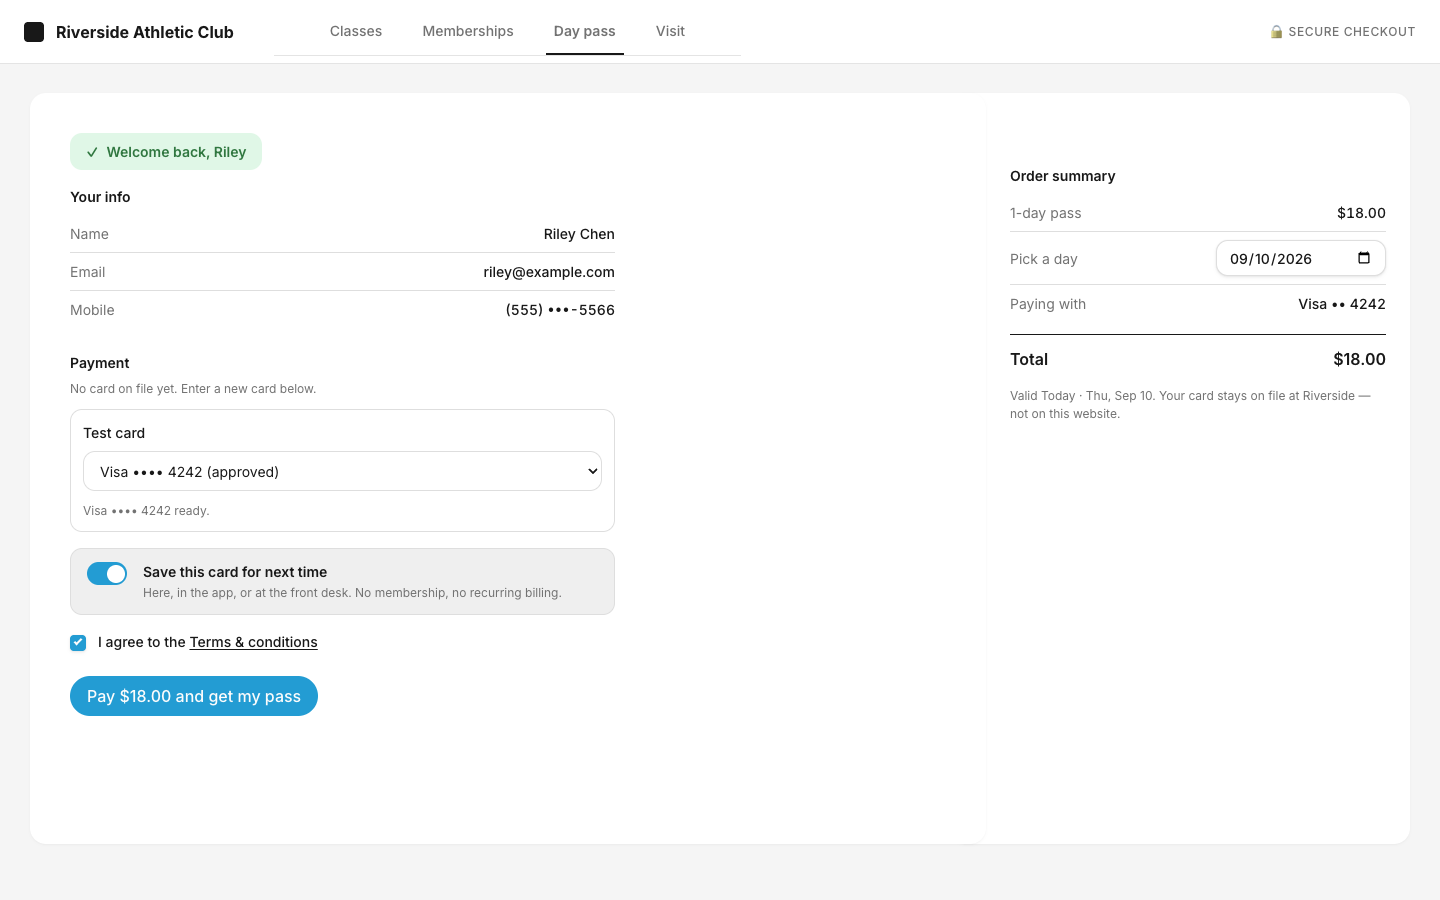 Riverside Athletic Club
Classes
Memberships
Day pass
Visit
🔒 SECURE CHECKOUT
✓ Welcome back, Riley
Your info
Name Riley Chen
Email riley@example.com
Mobile (555) •••-5566
Payment
No card on file yet. Enter a new card below.
Test card
Visa •••• 4242 (approved)
Visa •••• 4242 ready.
Save this card for next time
Here, in the app, or at the front desk. No membership, no recurring billing.
I agree to the Terms & conditions
Pay $18.00 and get my pass
Order summary
1-day pass $18.00
Pick a day 09/10/2026
Paying with Visa •• 4242
Total $18.00
Valid Today · Thu, Sep 10. Your card stays on file at Riverside —
not on this website.